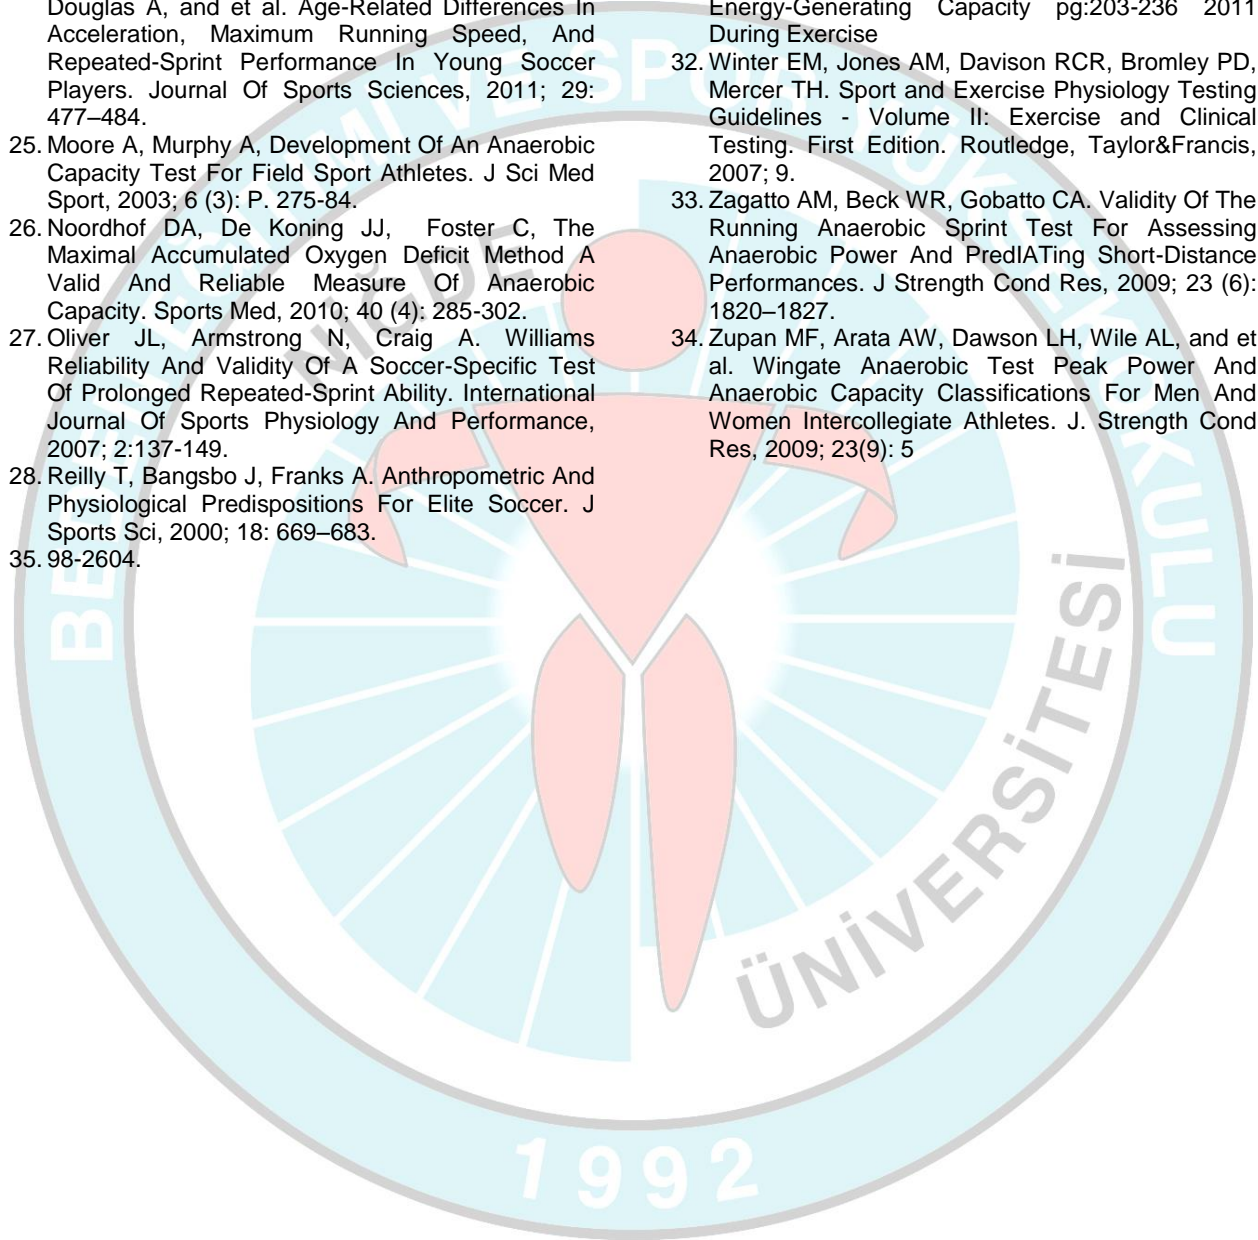 Douglas A, and et al. Age-Related Differences In
Acceleration, Maximum Running Speed, And
Repeated-Sprint Performance In Young Soccer
Players. Journal Of Sports Sciences, 2011; 29:
477–484.
25. Moore A, Murphy A, Development Of An Anaerobic
Capacity Test For Field Sport Athletes. J Sci Med
Sport, 2003; 6 (3): P. 275-84.
26. Noordhof DA, De Koning JJ, Foster C, The
Maximal Accumulated Oxygen Deficit Method A
Valid And Reliable Measure Of Anaerobic
Capacity. Sports Med, 2010; 40 (4): 285-302.
27. Oliver JL, Armstrong N, Craig A. Williams
Reliability And Validity Of A Soccer-Specific Test
Of Prolonged Repeated-Sprint Ability. International
Journal Of Sports Physiology And Performance,
2007; 2:137-149.
28. Reilly T, Bangsbo J, Franks A. Anthropometric And
Physiological Predispositions For Elite Soccer. J
Sports Sci, 2000; 18: 669–683.
35. 98-2604.
Energy-Generating Capacity pg:203-236 2011
During Exercise
32. Winter EM, Jones AM, Davison RCR, Bromley PD,
Mercer TH. Sport and Exercise Physiology Testing
Guidelines - Volume II: Exercise and Clinical
Testing. First Edition. Routledge, Taylor&Francis,
2007; 9.
33. Zagatto AM, Beck WR, Gobatto CA. Validity Of The
Running Anaerobic Sprint Test For Assessing
Anaerobic Power And PredIATing Short-Distance
Performances. J Strength Cond Res, 2009; 23 (6):
1820–1827.
34. Zupan MF, Arata AW, Dawson LH, Wile AL, and et
al. Wingate Anaerobic Test Peak Power And
Anaerobic Capacity Classifications For Men And
Women Intercollegiate Athletes. J. Strength Cond
Res, 2009; 23(9): 5
BEDEN EĞİTİMİ VE SPOR YÜKSEKOKULU
NİĞDE
ÜNİVERSİTESİ
1992